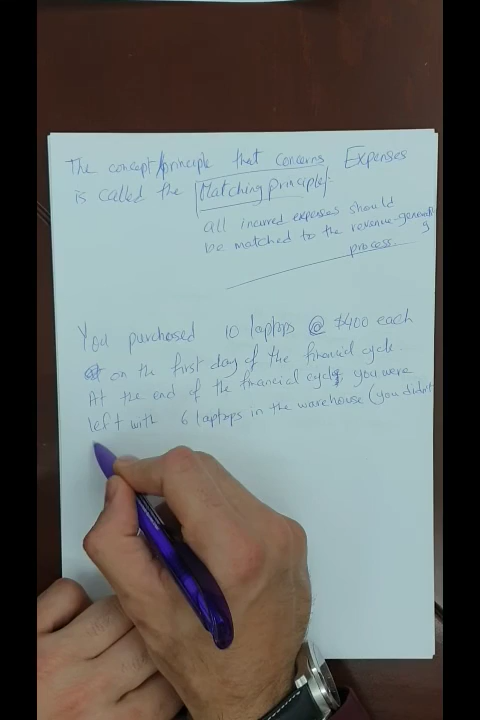 The concept/principle that concerns Expenses
is called the Matching principle:
all incurred expenses should
be matched to the revenue-generating
process.
You purchased 10 laptops @ $400 each
on the first day of the financial cycle.
At the end of the financial cycle, you were
left with 6 laptops in the warehouse (you didn't